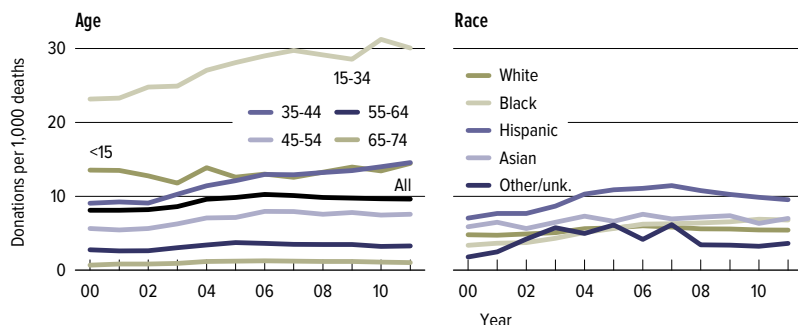 Age
Donations per 1,000 deaths
30
20
10
0
15-34
35-44
55-64
45-54
65-74
<15
All
00
02
04
06
08
10
Race
White
Black
Hispanic
Asian
Other/unk.
00
02
04
06
08
10
Year